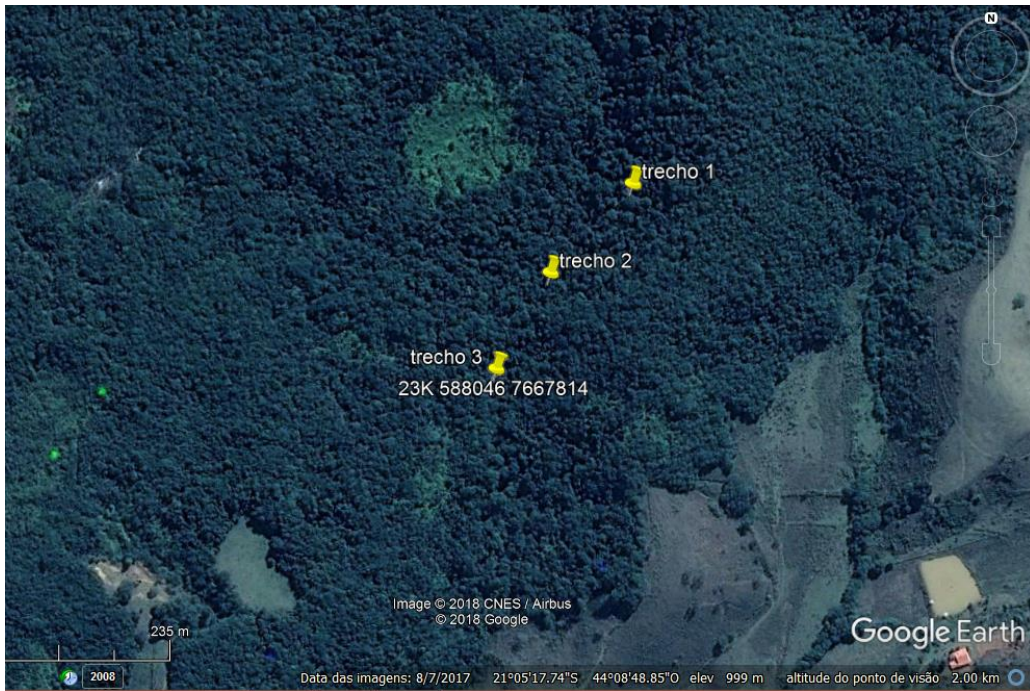 N
trecho 1
trecho 2
trecho 3
23K 588046 7667814
Image © 2018 CNES / Airbus
© 2018 Google
235 m
Google Earth
2008
Data das imagens: 8/7/2017 21°05'17.74"S 44°08'48.85"O elev 999 m altitude do ponto de visão 2.00 km